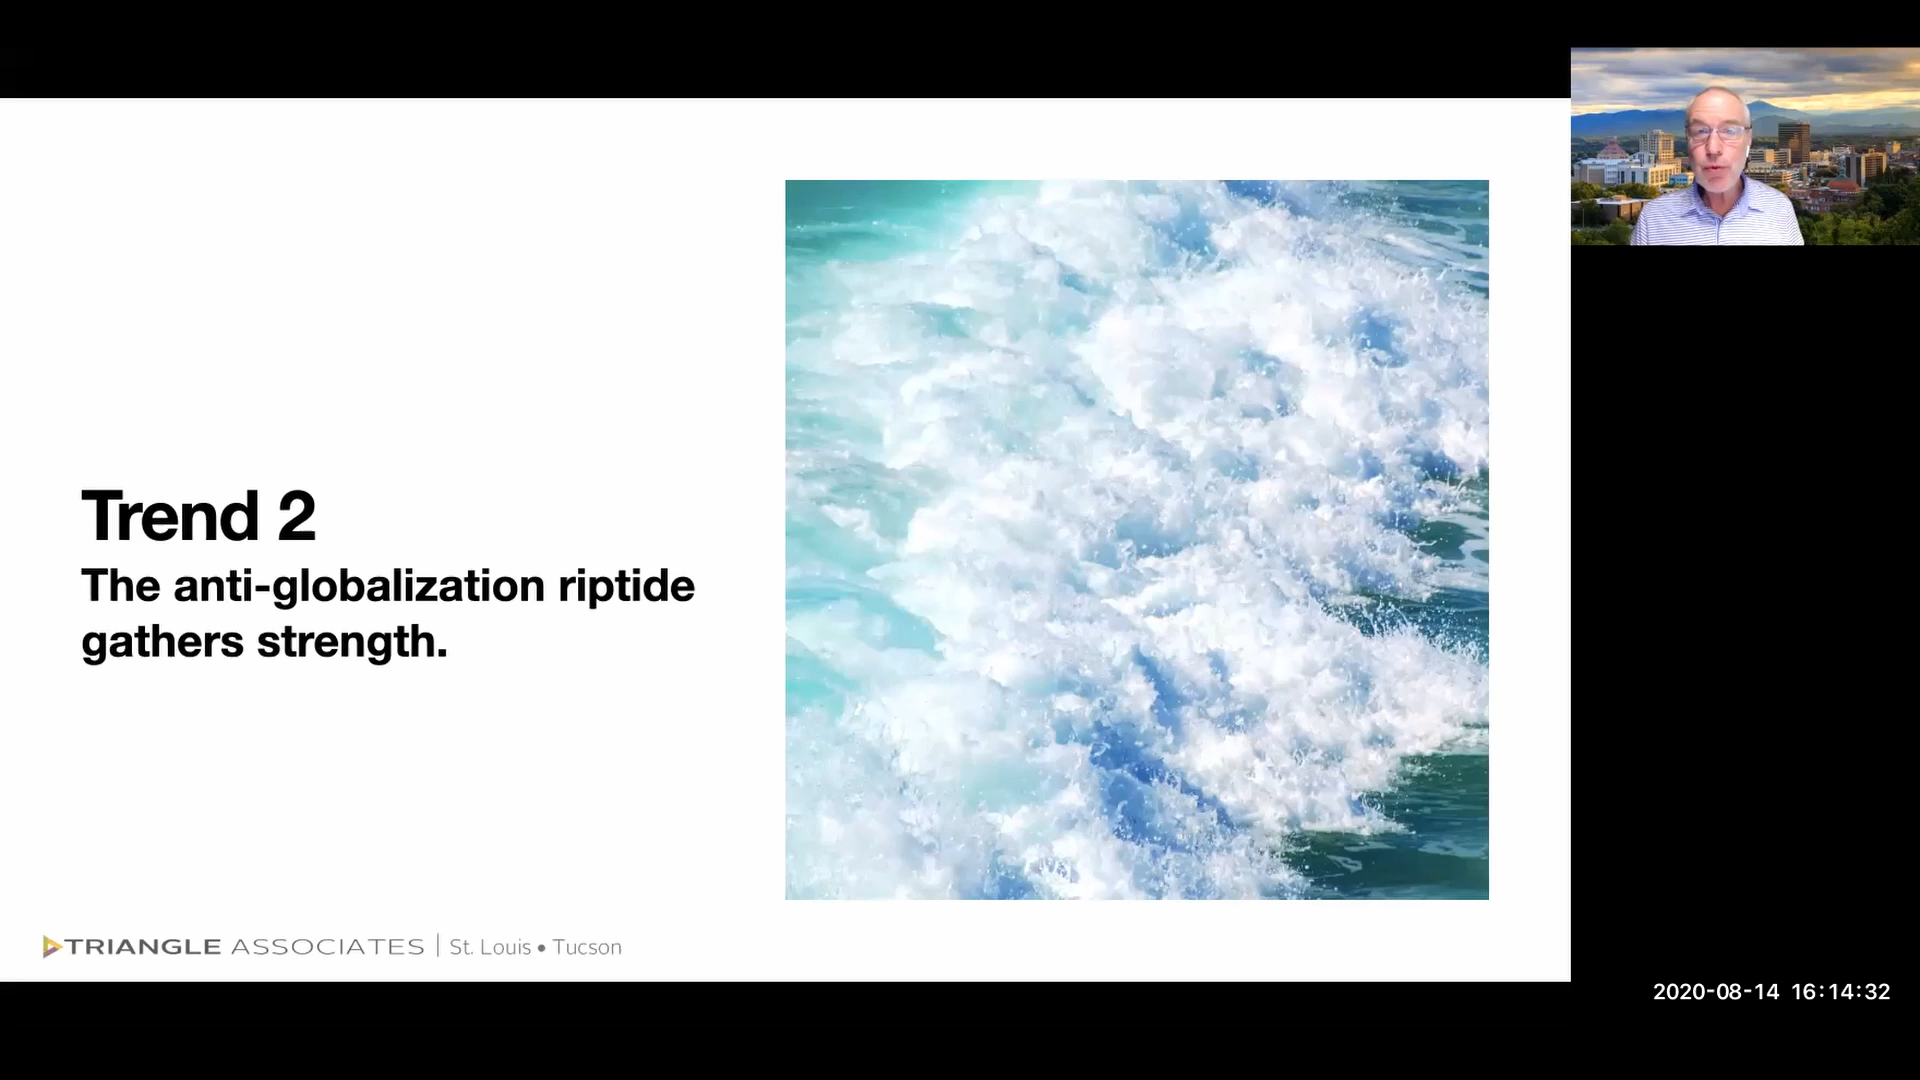 Trend 2
The anti-globalization riptide
gathers strength.
TRIANGLE ASSOCIATES | St. Louis • Tucson
2020-08-14 16:14:32